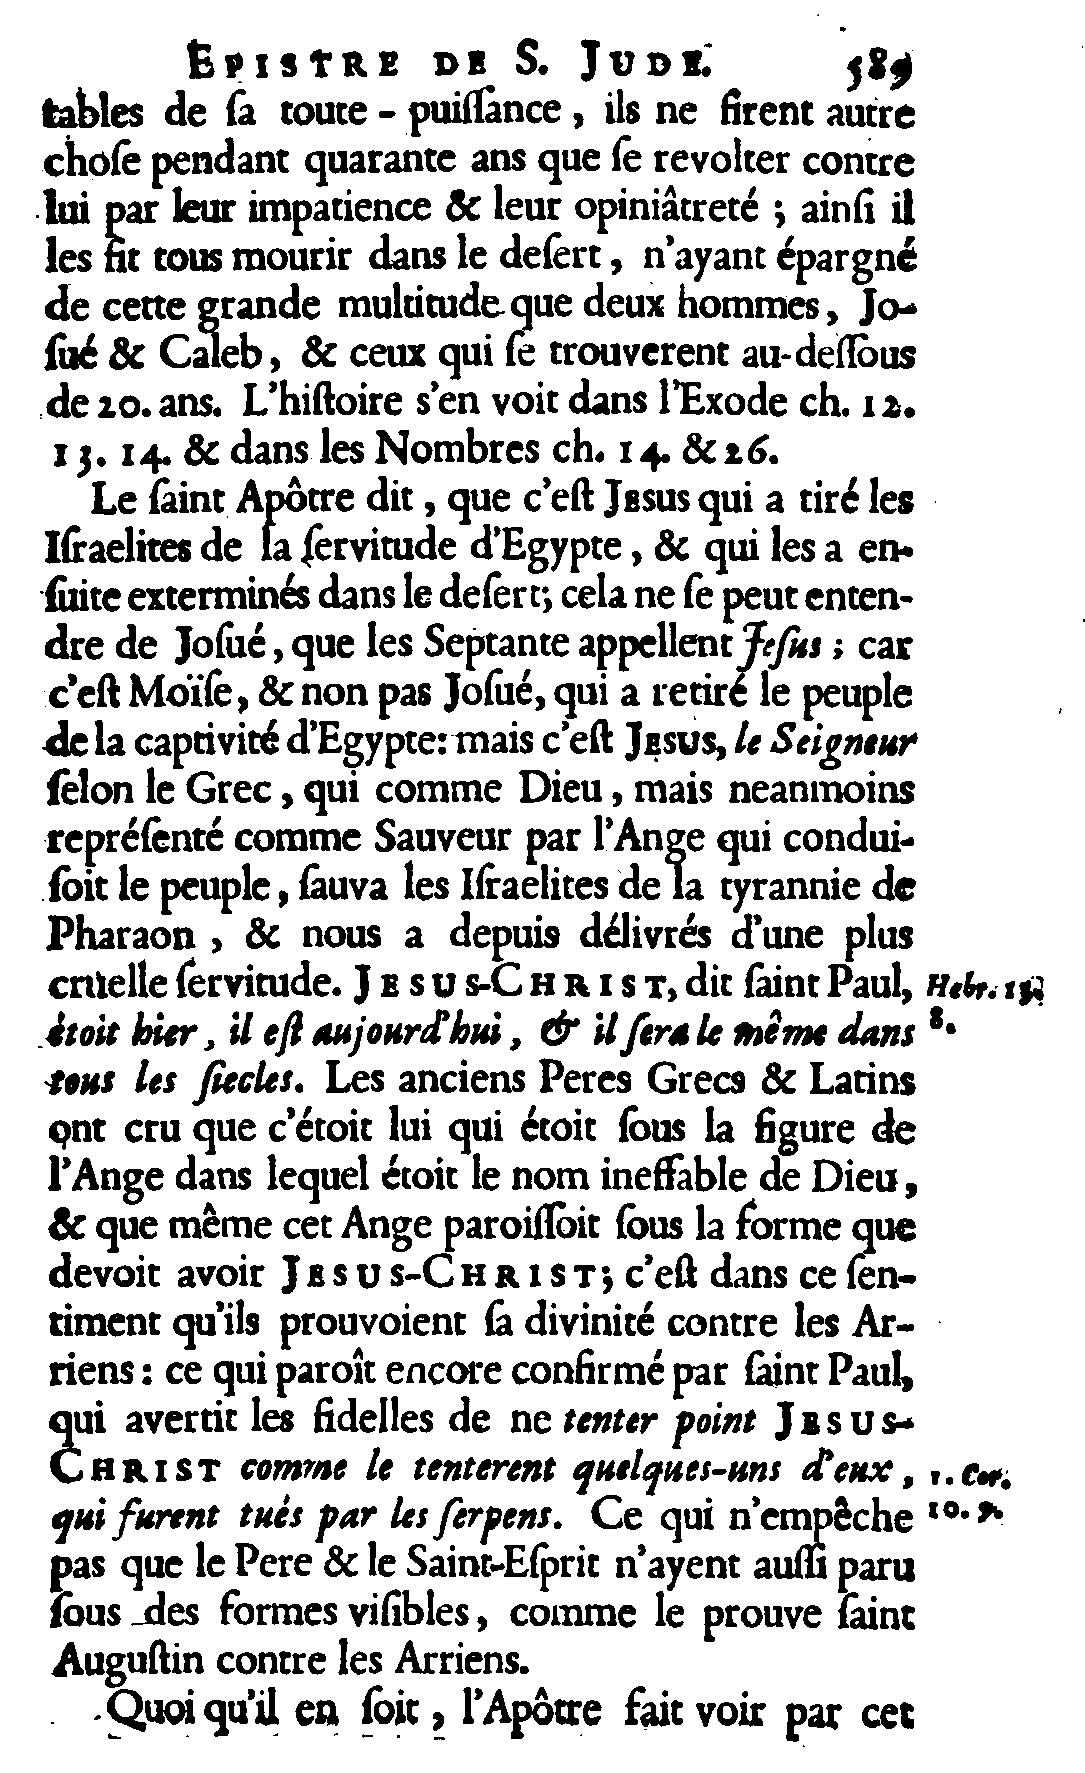 EPISTRE DE S. JUDE. 589
tables de ſa toute - puiſſance, ils ne firent autre
choſe pendant quarante ans que ſe revolter contre
lui par leur impatience & leur opiniâtreté ; ainſi il
les fit tous mourir dans le deſert, n'ayant épargné
de cette grande multitude que deux hommes, Jo-
ſué & Caleb, & ceux qui ſe trouverent au-deſſous
de 20. ans. L'hiſtoire s'en voit dans l'Exode ch. 12.
13. 14. & dans les Nombres ch. 14. & 26.
Le ſaint Apôtre dit, que c'eſt JESUS qui a tiré les
Iſraelites de la ſervitude d'Egypte, & qui les a en-
ſuite exterminés dans le deſert; cela ne ſe peut enten-
dre de Joſué, que les Septante appellent Jeſus ; car
c'eſt Moïſe, & non pas Joſué, qui a retiré le peuple
de la captivité d'Egypte: mais c'eſt JESUS, le Seigneur
ſelon le Grec, qui comme Dieu, mais neanmoins
repréſenté comme Sauveur par l'Ange qui condui-
ſoit le peuple, ſauva les Iſraelites de la tyrannie de
Pharaon, & nous a depuis délivrés d'une plus
cruelle ſervitude. JESUS-CHRIST, dit ſaint Paul, Hebr. 13.
étoit hier, il eſt aujourd'hui, & il ſera le même dans 8.
tous les ſiecles. Les anciens Peres Grecs & Latins
ont cru que c'étoit lui qui étoit ſous la figure de
l'Ange dans lequel étoit le nom ineffable de Dieu,
& que même cet Ange paroiſſoit ſous la forme que
devoit avoir JESUS-CHRIST; c'eſt dans ce ſen-
timent qu'ils prouvoient ſa divinité contre les Ar-
riens : ce qui paroît encore confirmé par ſaint Paul,
qui avertit les fidelles de ne tenter point JESUS-
CHRIST comme le tenterent quelques-uns d'eux, 1. Cor.
qui furent tués par les ſerpens. Ce qui n'empêche 10. 9.
pas que le Pere & le Saint-Eſprit n'ayent auſſi paru
ſous des formes viſibles, comme le prouve ſaint
Auguſtin contre les Arriens.
Quoi qu'il en ſoit, l'Apôtre fait voir par cet